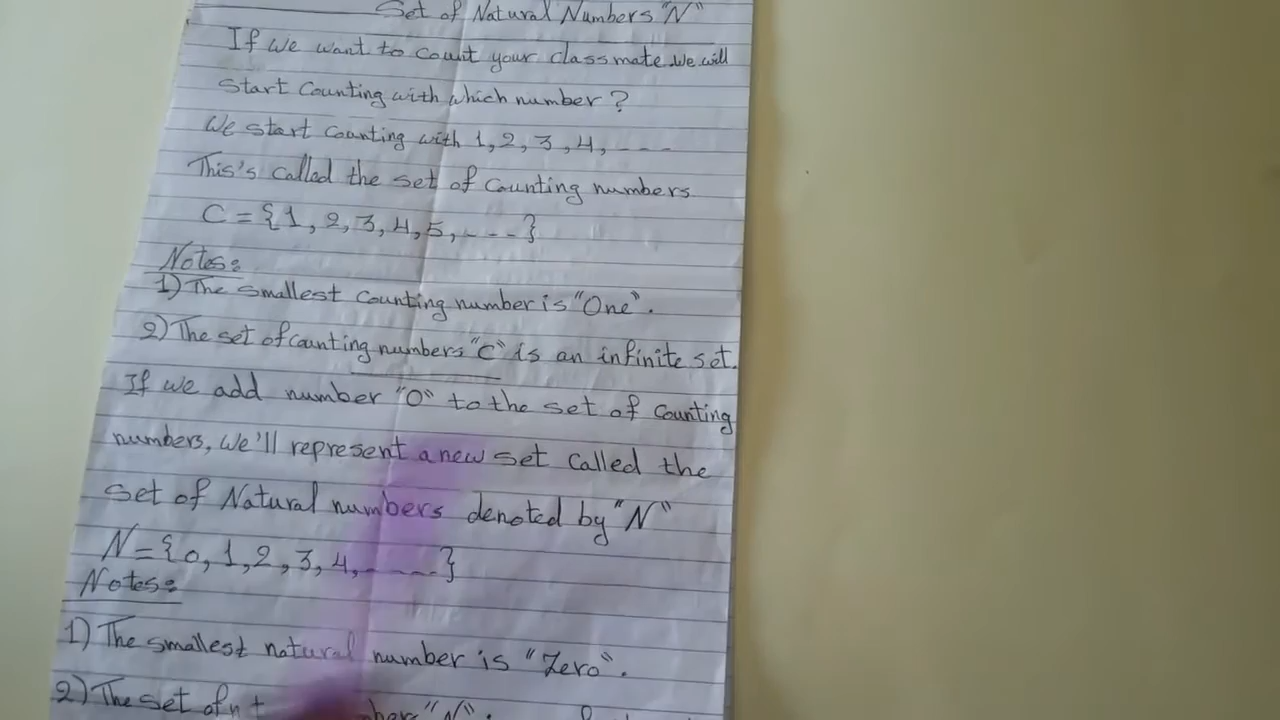 Set of Natural Numbers "N"
If we want to count your classmate we will
start counting with which number?
We start counting with 1, 2, 3, 4, ----
This's called the set of counting numbers
C = {1, 2, 3, 4, 5, ----}
Notes:
1) The smallest counting number is "One".
2) The set of counting numbers "C" is an infinite set.
If we add number "0" to the set of counting
numbers, we'll represent a new set called the
set of Natural numbers denoted by "N"
N = {0, 1, 2, 3, 4, ----}
Notes:
1) The smallest natural number is "Zero".
2) The set of "N"